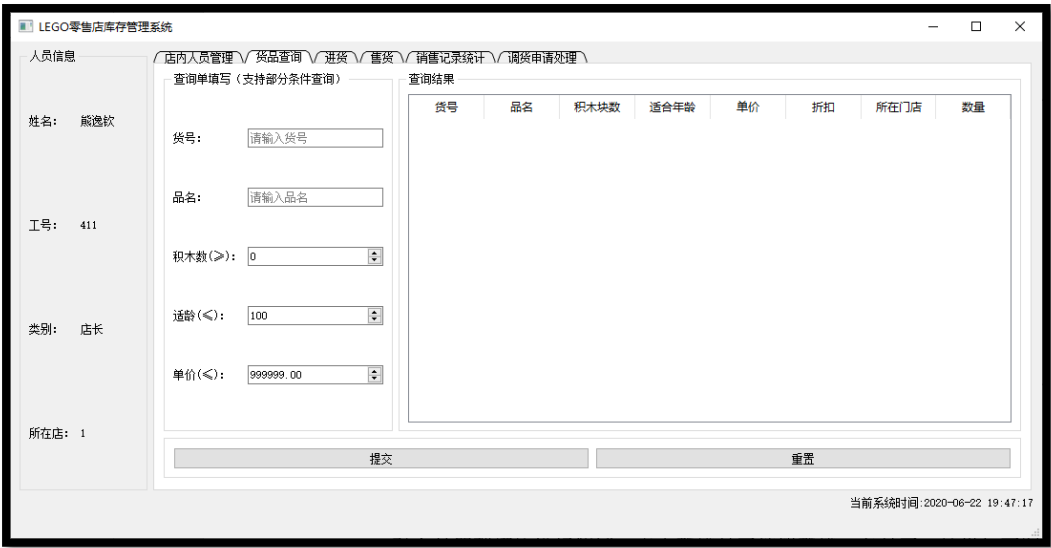 LEGO零售店库存管理系统
人员信息
姓名: 熊逸钦
工号: 411
类别: 店长
所在店: 1
店内人员管理 货品查询 进货 售货 销售记录统计 调货申请处理
查询单填写(支持部分条件查询)
货号: 请输入货号
品名: 请输入品名
积木数(≥): 0
适龄(≤): 100
单价(≤): 999999.00
查询结果
货号 品名 积木块数 适合年龄 单价 折扣 所在门店 数量
提交 重置
当前系统时间:2020-06-22 19:47:17